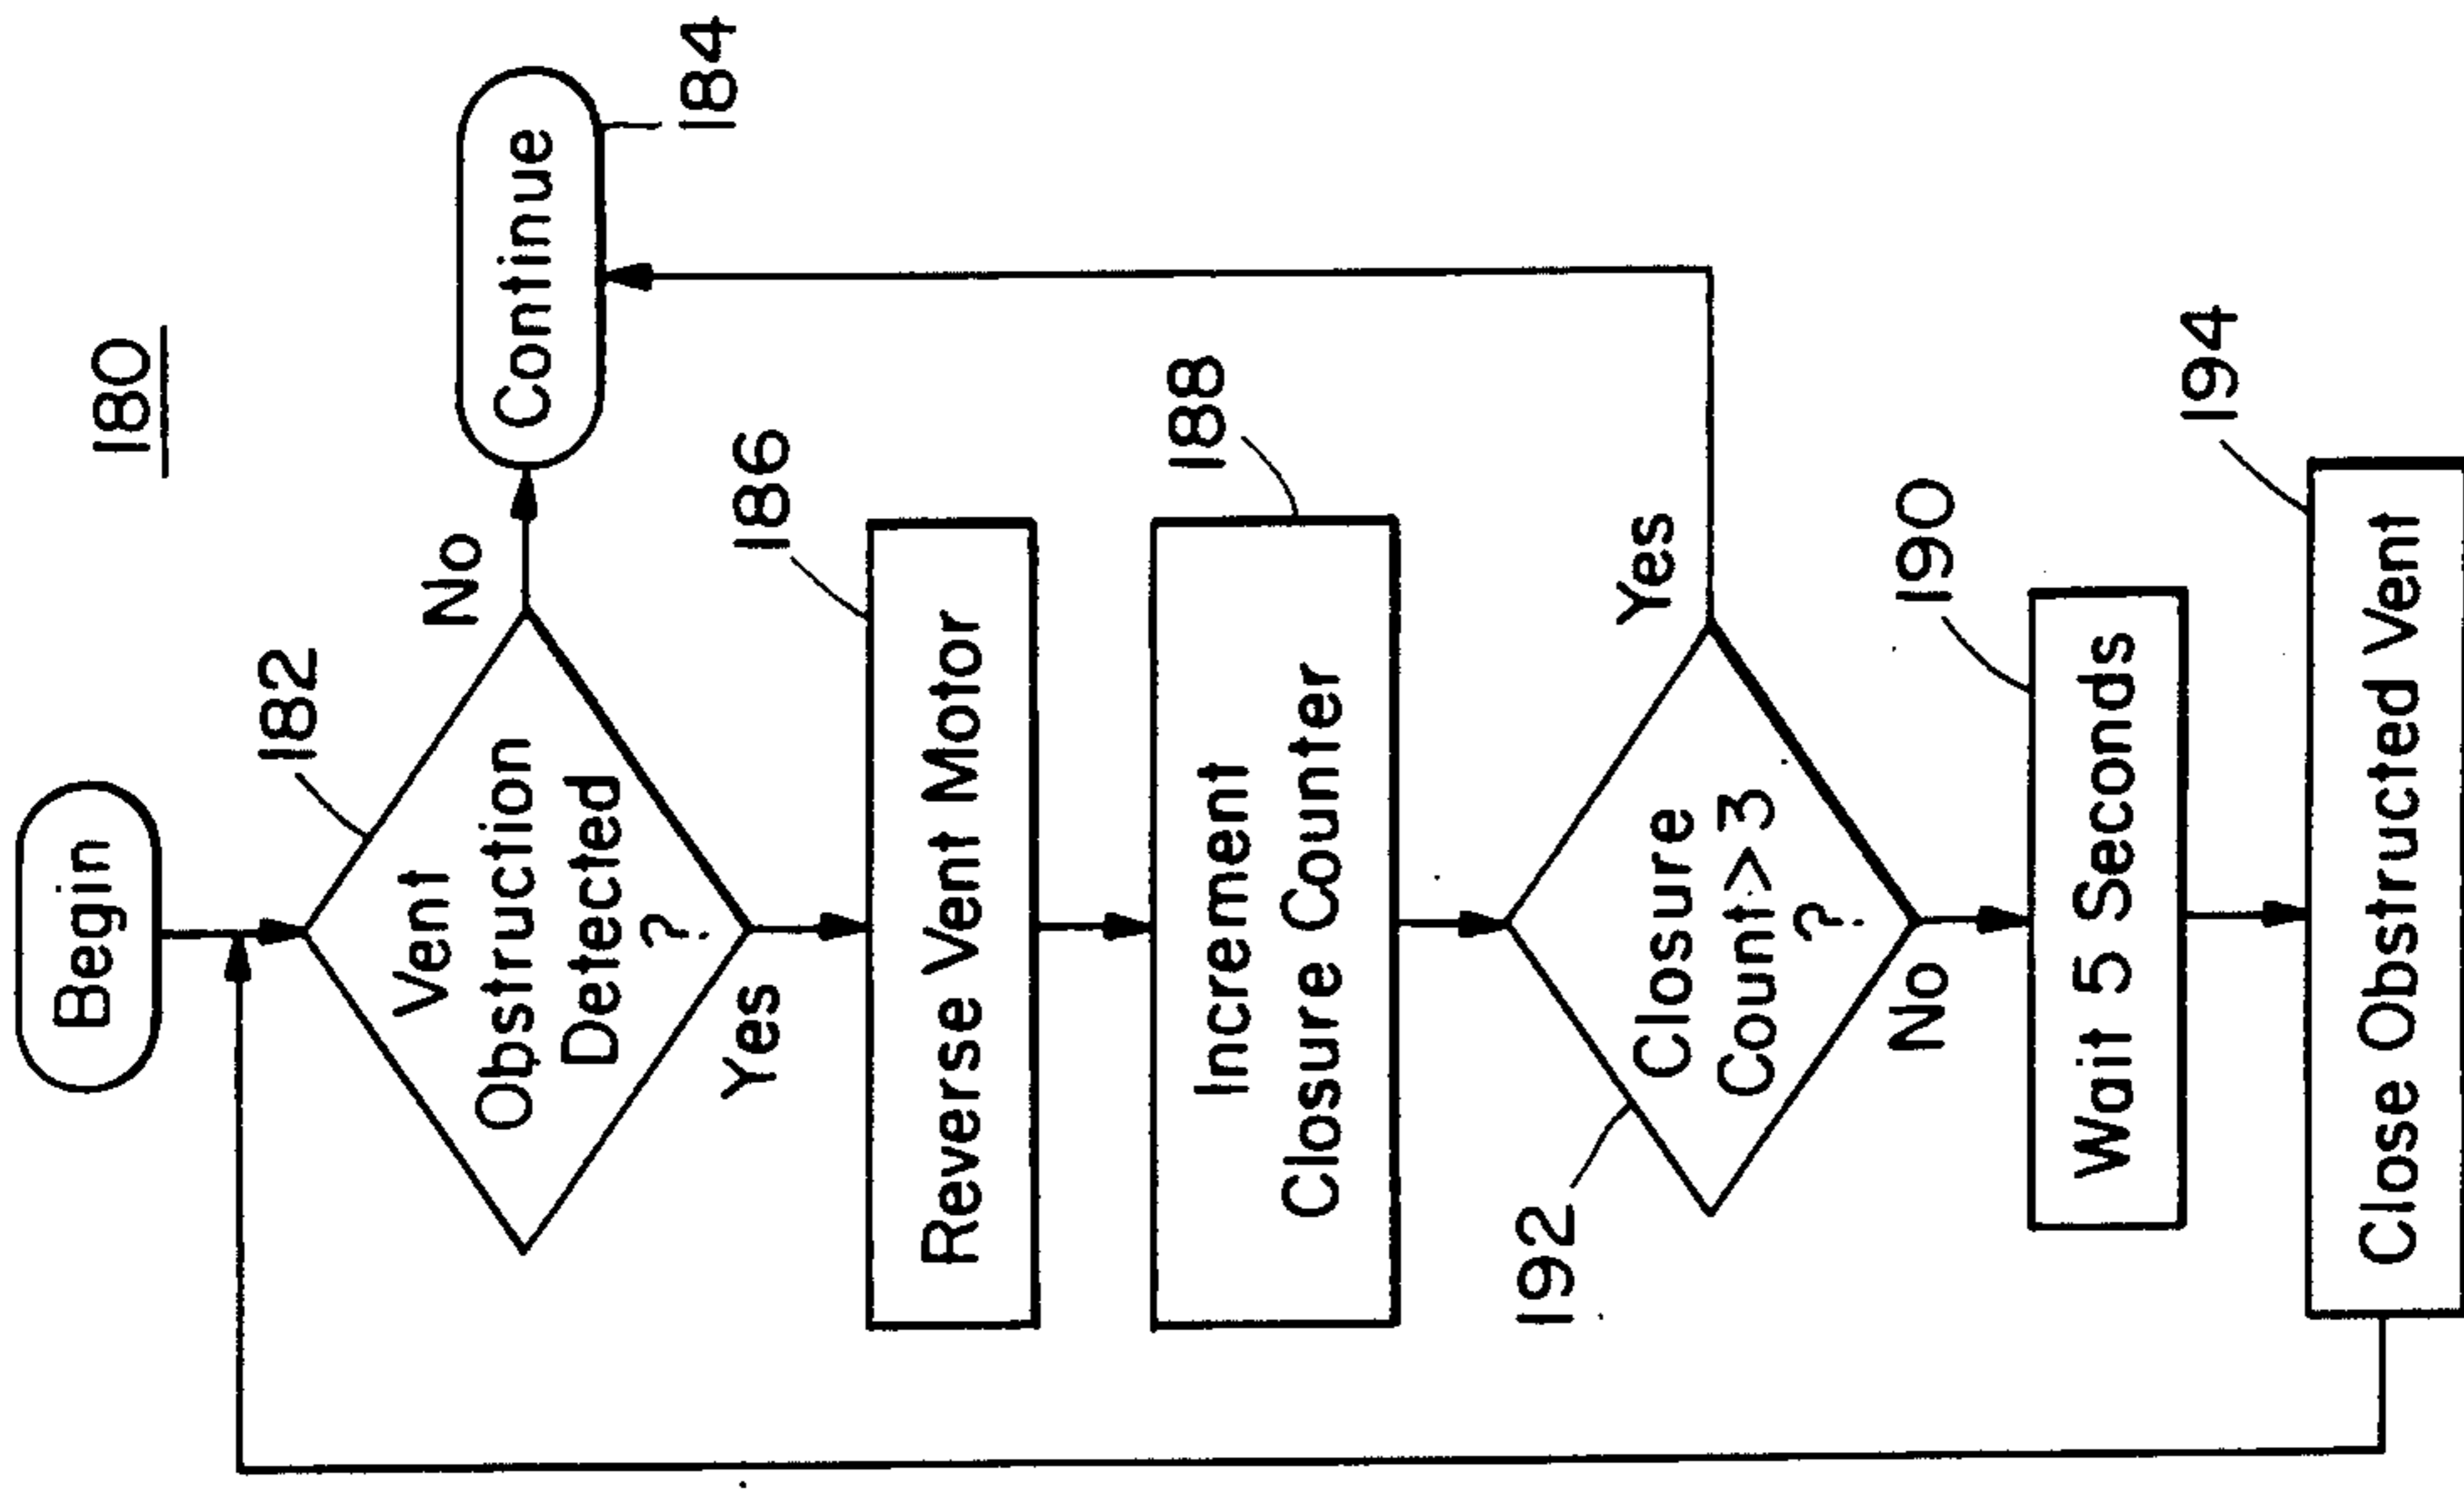 180
Begin
182
Vent
Obstruction
Detected
?
No
Continue
184
Yes
186
Reverse Vent Motor
188
Increment
Closure Counter
192
Closure
Count>3
?
Yes
No
190
Wait 5 Seconds
194
Close Obstructed Vent